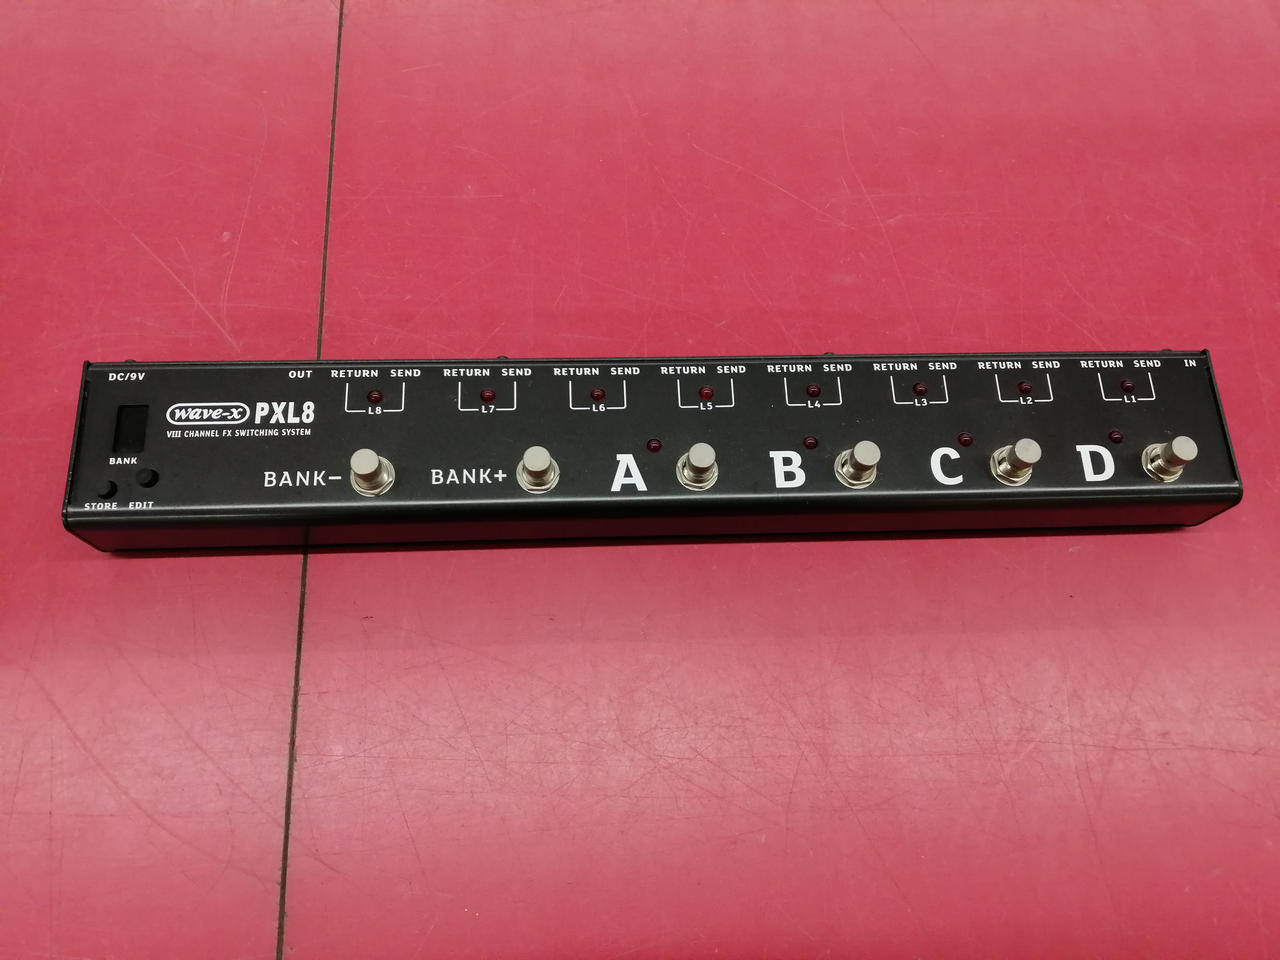 DC/9V OUT RETURN SEND RETURN SEND RETURN SEND RETURN SEND RETURN SEND RETURN SEND RETURN SEND RETURN SEND IN
L8 L7 L6 L5 L4 L3 L2 L1
wave-x PXL8
VIII CHANNEL FX SWITCHING SYSTEM
BANK
BANK− BANK+ A B C D
STORE EDIT